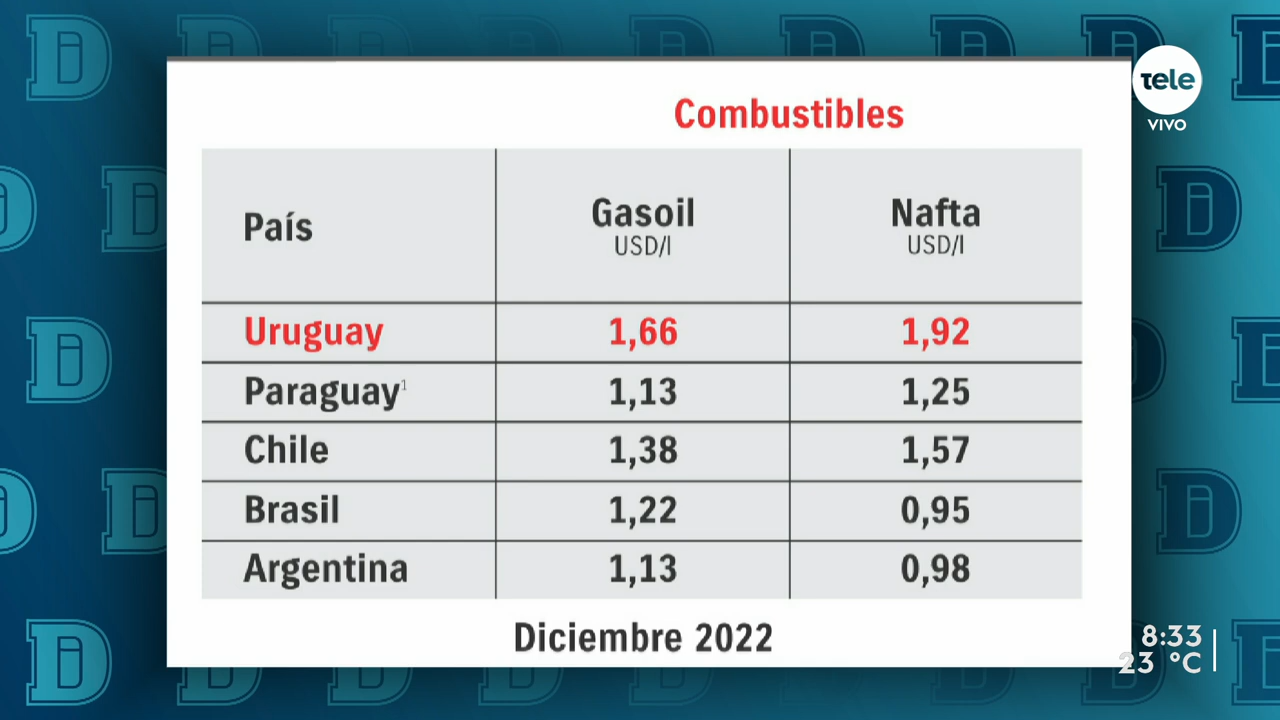 Combustibles
País
Gasoil
USD/l
Nafta
USD/l
Uruguay 1,66 1,92
Paraguay¹ 1,13 1,25
Chile 1,38 1,57
Brasil 1,22 0,95
Argentina 1,13 0,98
Diciembre 2022
tele
VIVO
8:33
23 °C